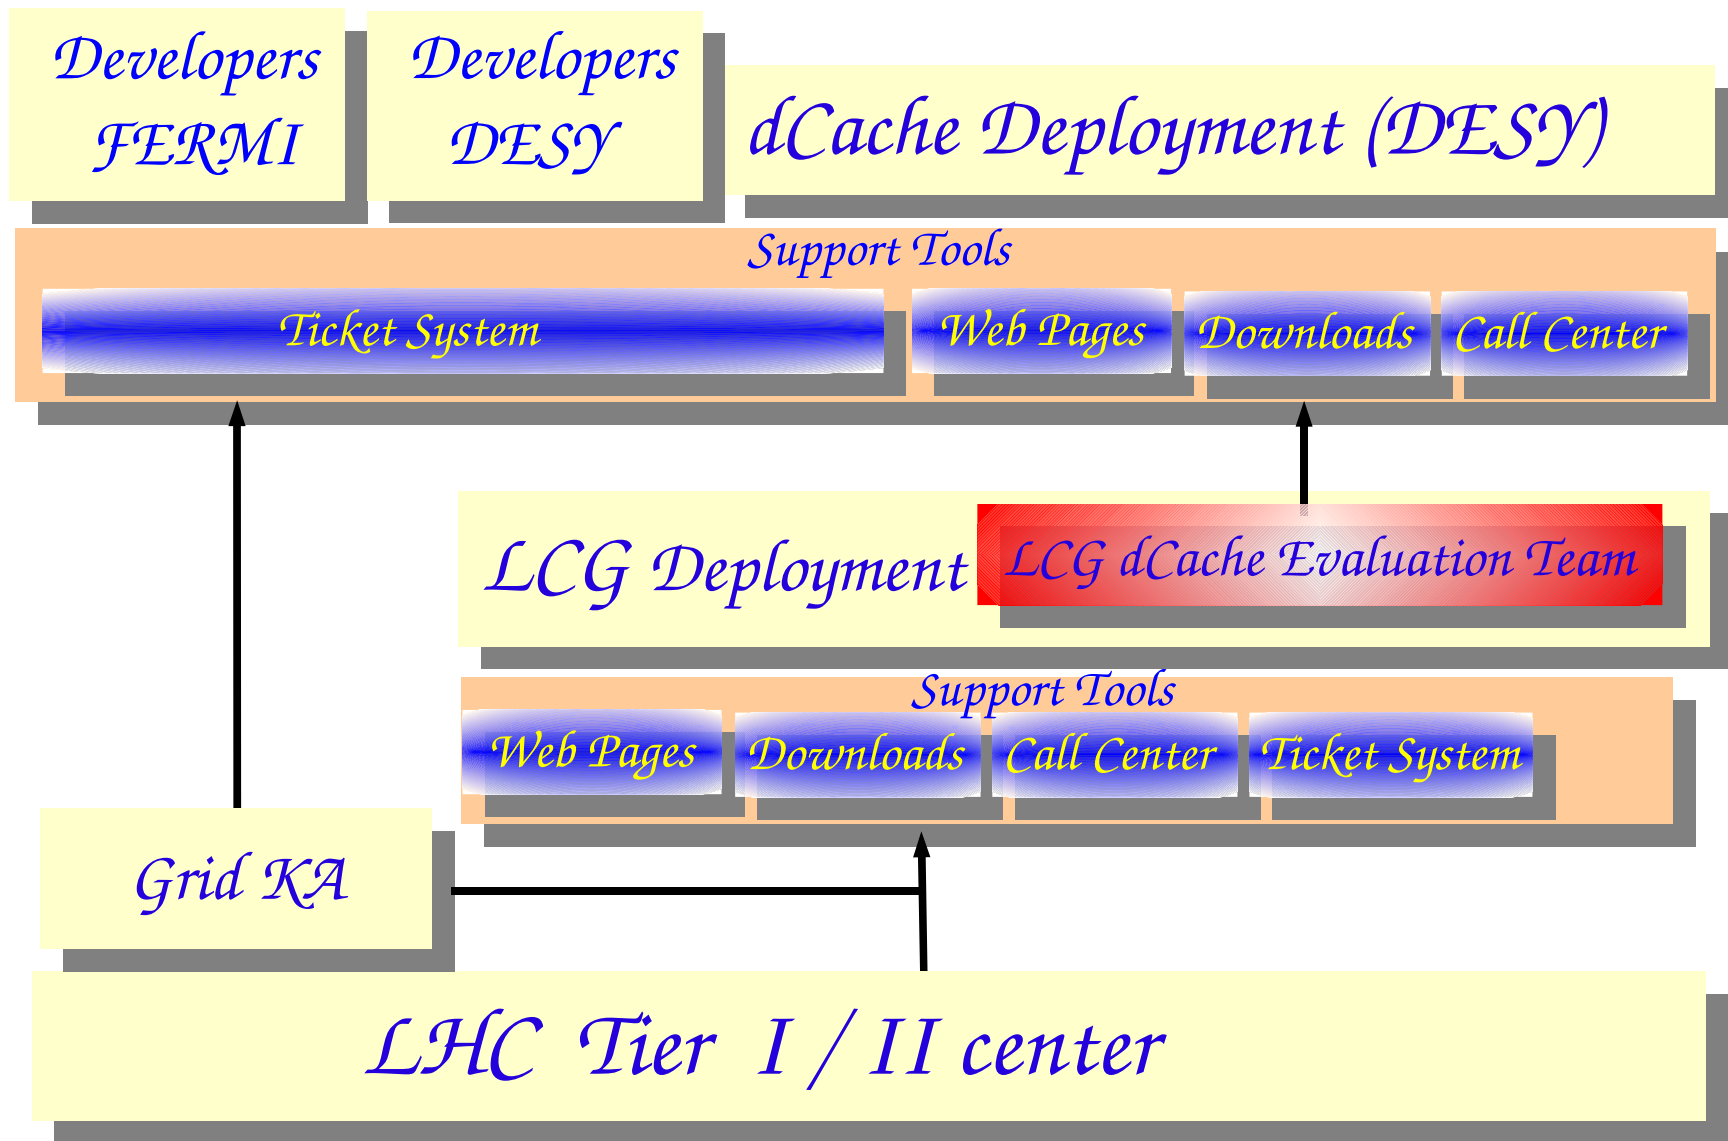 Developers
FERMI
Developers
DESY
dCache Deployment (DESY)
Support Tools
Ticket System
Web Pages
Downloads
Call Center
LCG Deployment
LCG dCache Evaluation Team
Support Tools
Web Pages
Downloads
Call Center
Ticket System
Grid KA
LHC Tier I / II center